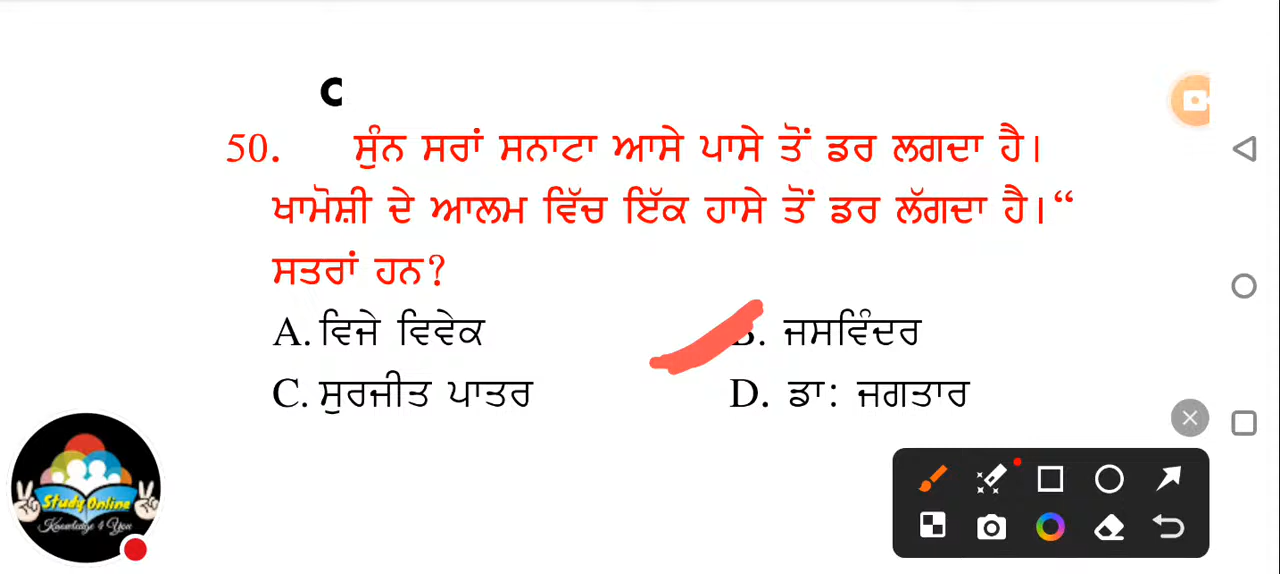 C
50. ਸੁੰਨ ਸਰਾਂ ਸਨਾਟਾ ਆਸੇ ਪਾਸੇ ਤੋਂ ਡਰ ਲਗਦਾ ਹੈ।
ਖਾਮੋਸ਼ੀ ਦੇ ਆਲਮ ਵਿੱਚ ਇੱਕ ਹਾਸੇ ਤੋਂ ਡਰ ਲੱਗਦਾ ਹੈ।“
ਸਤਰਾਂ ਹਨ?
A. ਵਿਜੇ ਵਿਵੇਕ B. ਜਸਵਿੰਦਰ
C. ਸੁਰਜੀਤ ਪਾਤਰ D. ਡਾ: ਜਗਤਾਰ
Study Online
Knowledge 4 You